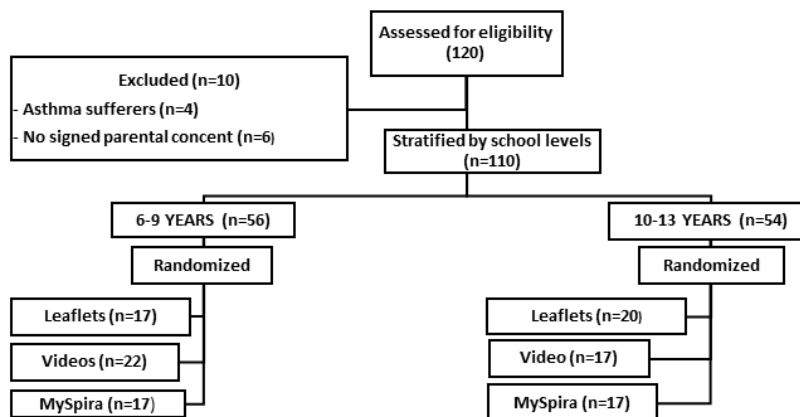 Assessed for eligibility
(120)
Excluded (n=10)
- Asthma sufferers (n=4)
- No signed parental concent (n=6)
Stratified by school levels
(n=110)
6-9 YEARS (n=56)
10-13 YEARS (n=54)
Randomized
Randomized
Leaflets (n=17)
Leaflets (n=20)
Videos (n=22)
Video (n=17)
MySpira (n=17)
MySpira (n=17)